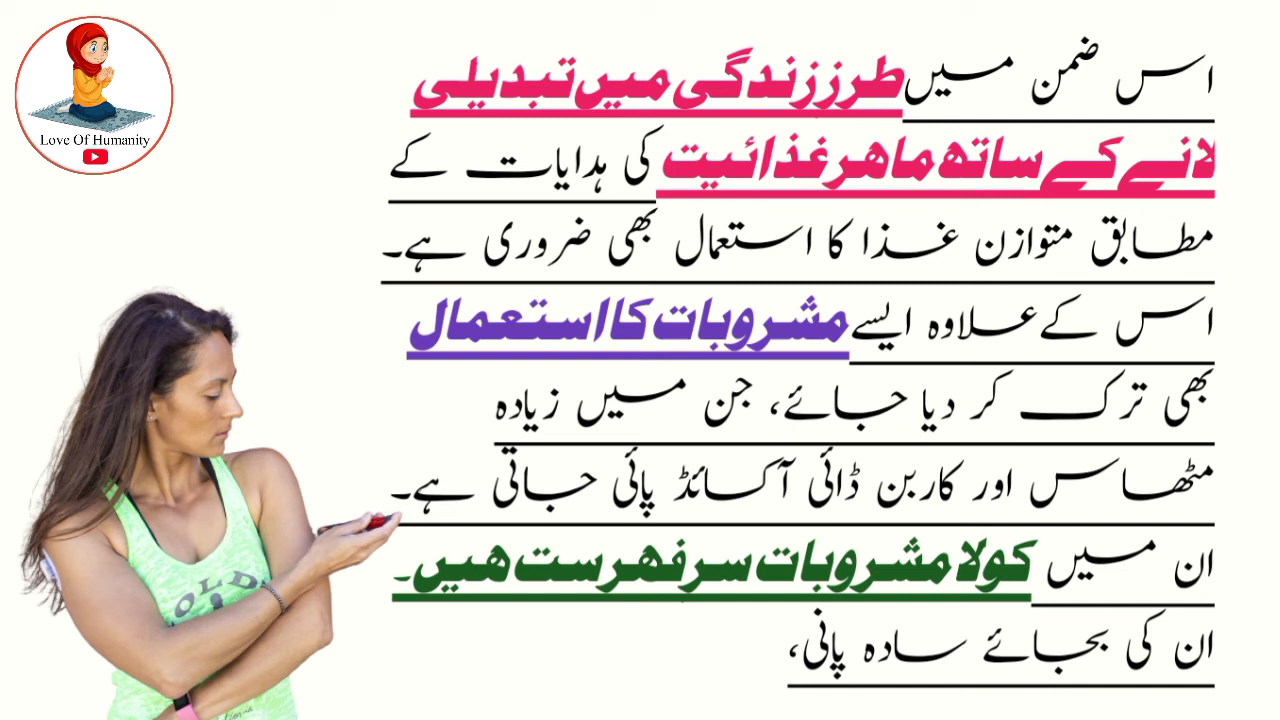 Love Of Humanity
اس ضمن میں طرززندگی میں تبدیلی
لانے کے ساتھ ماہر غذائیت کی ہدایات کے
مطابق متوازن غذا کا استعمال بھی ضروری ہے۔
اس کے علاوہ ایسے مشروبات کا استعمال
بھی ترک کر دیا جائے، جن میں زیادہ
مٹھاس اور کاربن ڈائی آکسائڈ پائی جاتی ہے۔
ان میں کولا مشروبات سرفہرست ہیں۔
ان کی بجائے سادہ پانی،
OLD